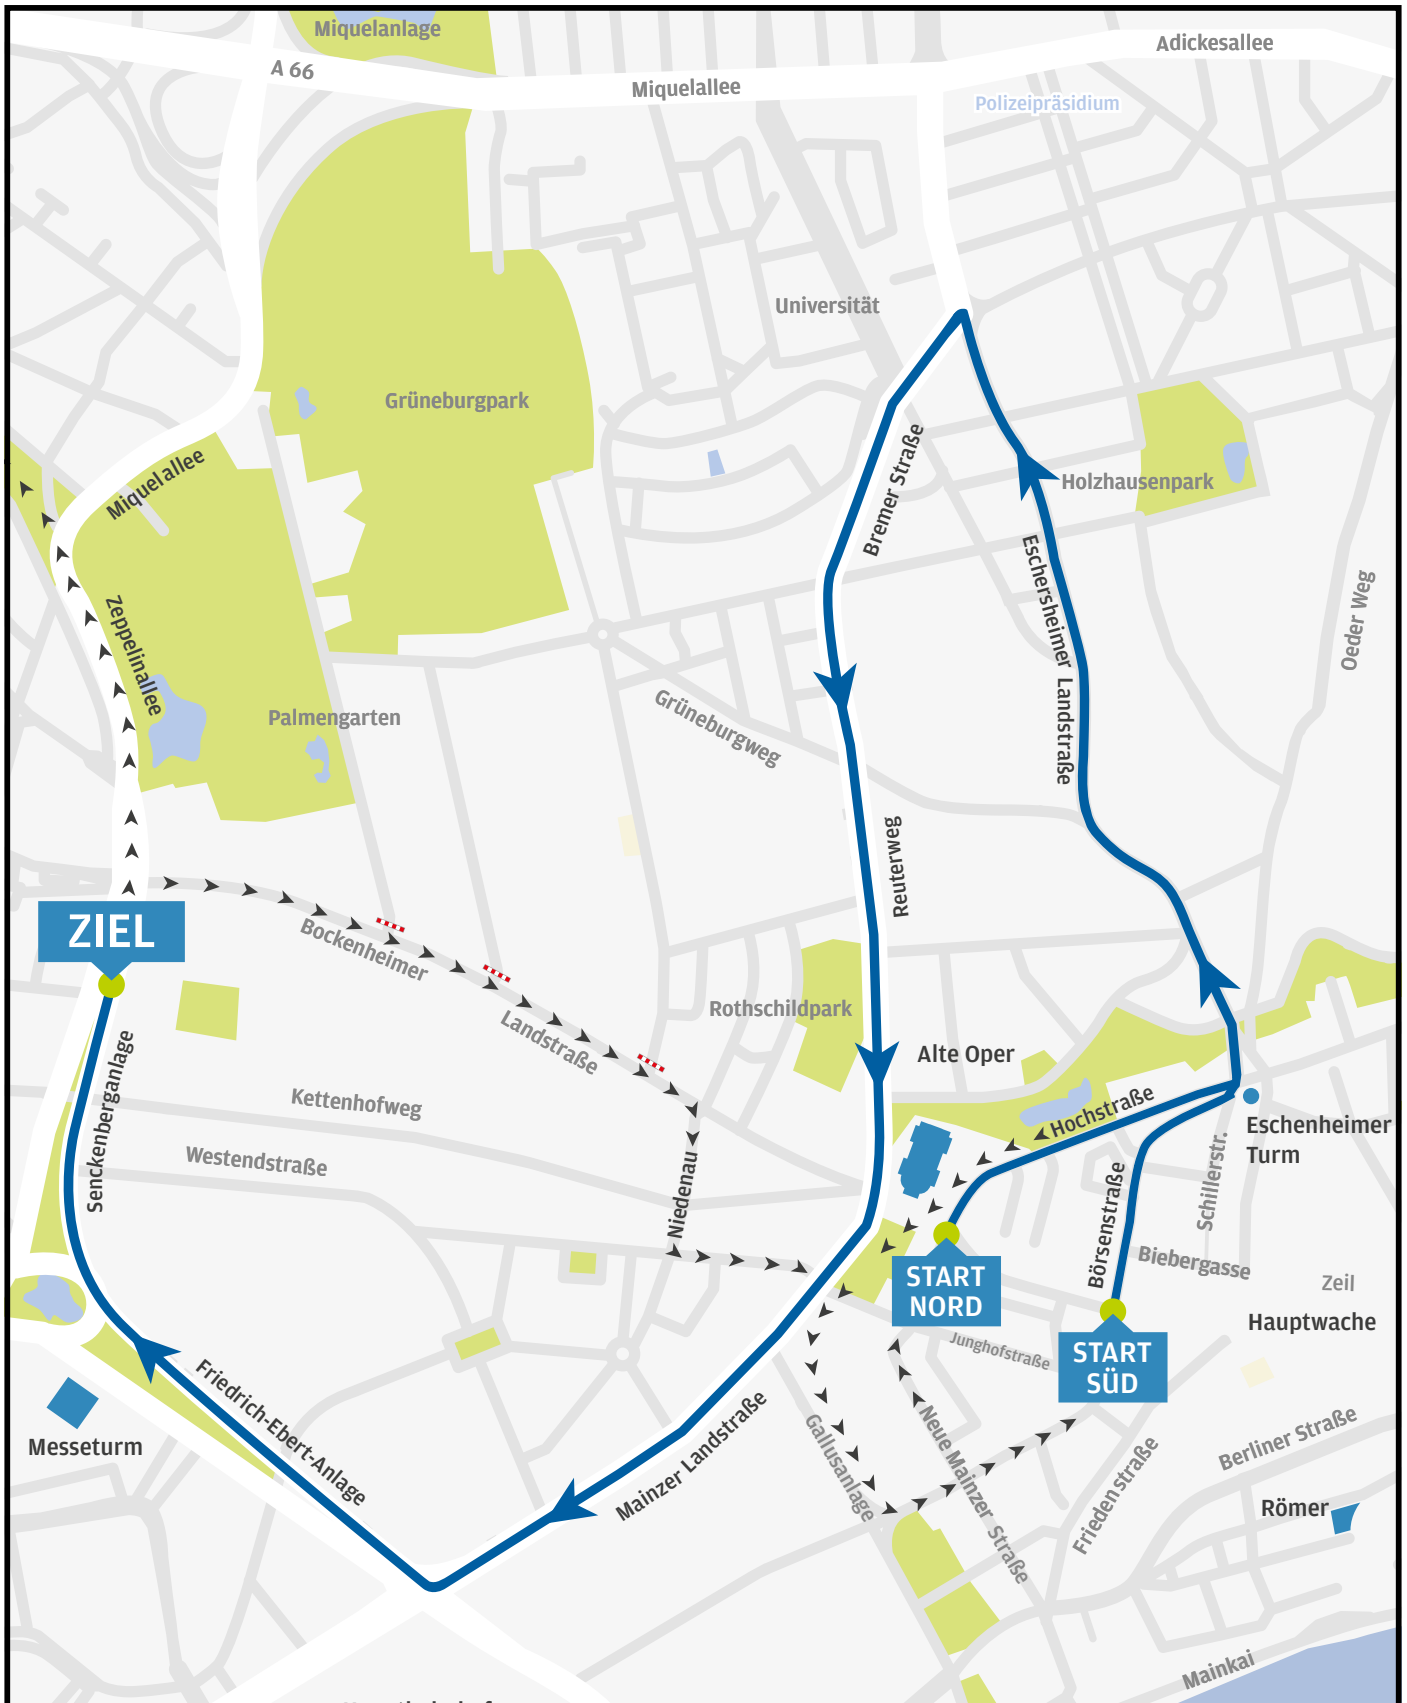 Miquelanlage
A 66
Miquelallee
Adickesallee
Polizeipräsidium
Universität
Grüneburgpark
Miquelallee
Bremer Straße
Holzhausenpark
Eschersheimer Landstraße
Oeder Weg
Zeppelinallee
Palmengarten
Grüneburgweg
Reuterweg
ZIEL
Bockenheimer
Landstraße
Rothschildpark
Alte Oper
Senckenberganlage
Kettenhofweg
Hochstraße
Eschenheimer
Turm
Westendstraße
Niedenau
Schillerstr.
Börsenstraße
Biebergasse
Zeil
START
NORD
Hauptwache
Junghofstraße
START
SÜD
Friedrich-Ebert-Anlage
Messeturm
Mainzer Landstraße
Gallusanlage
Neue Mainzer Straße
Frieden straße
Berliner Straße
Römer
Mainkai